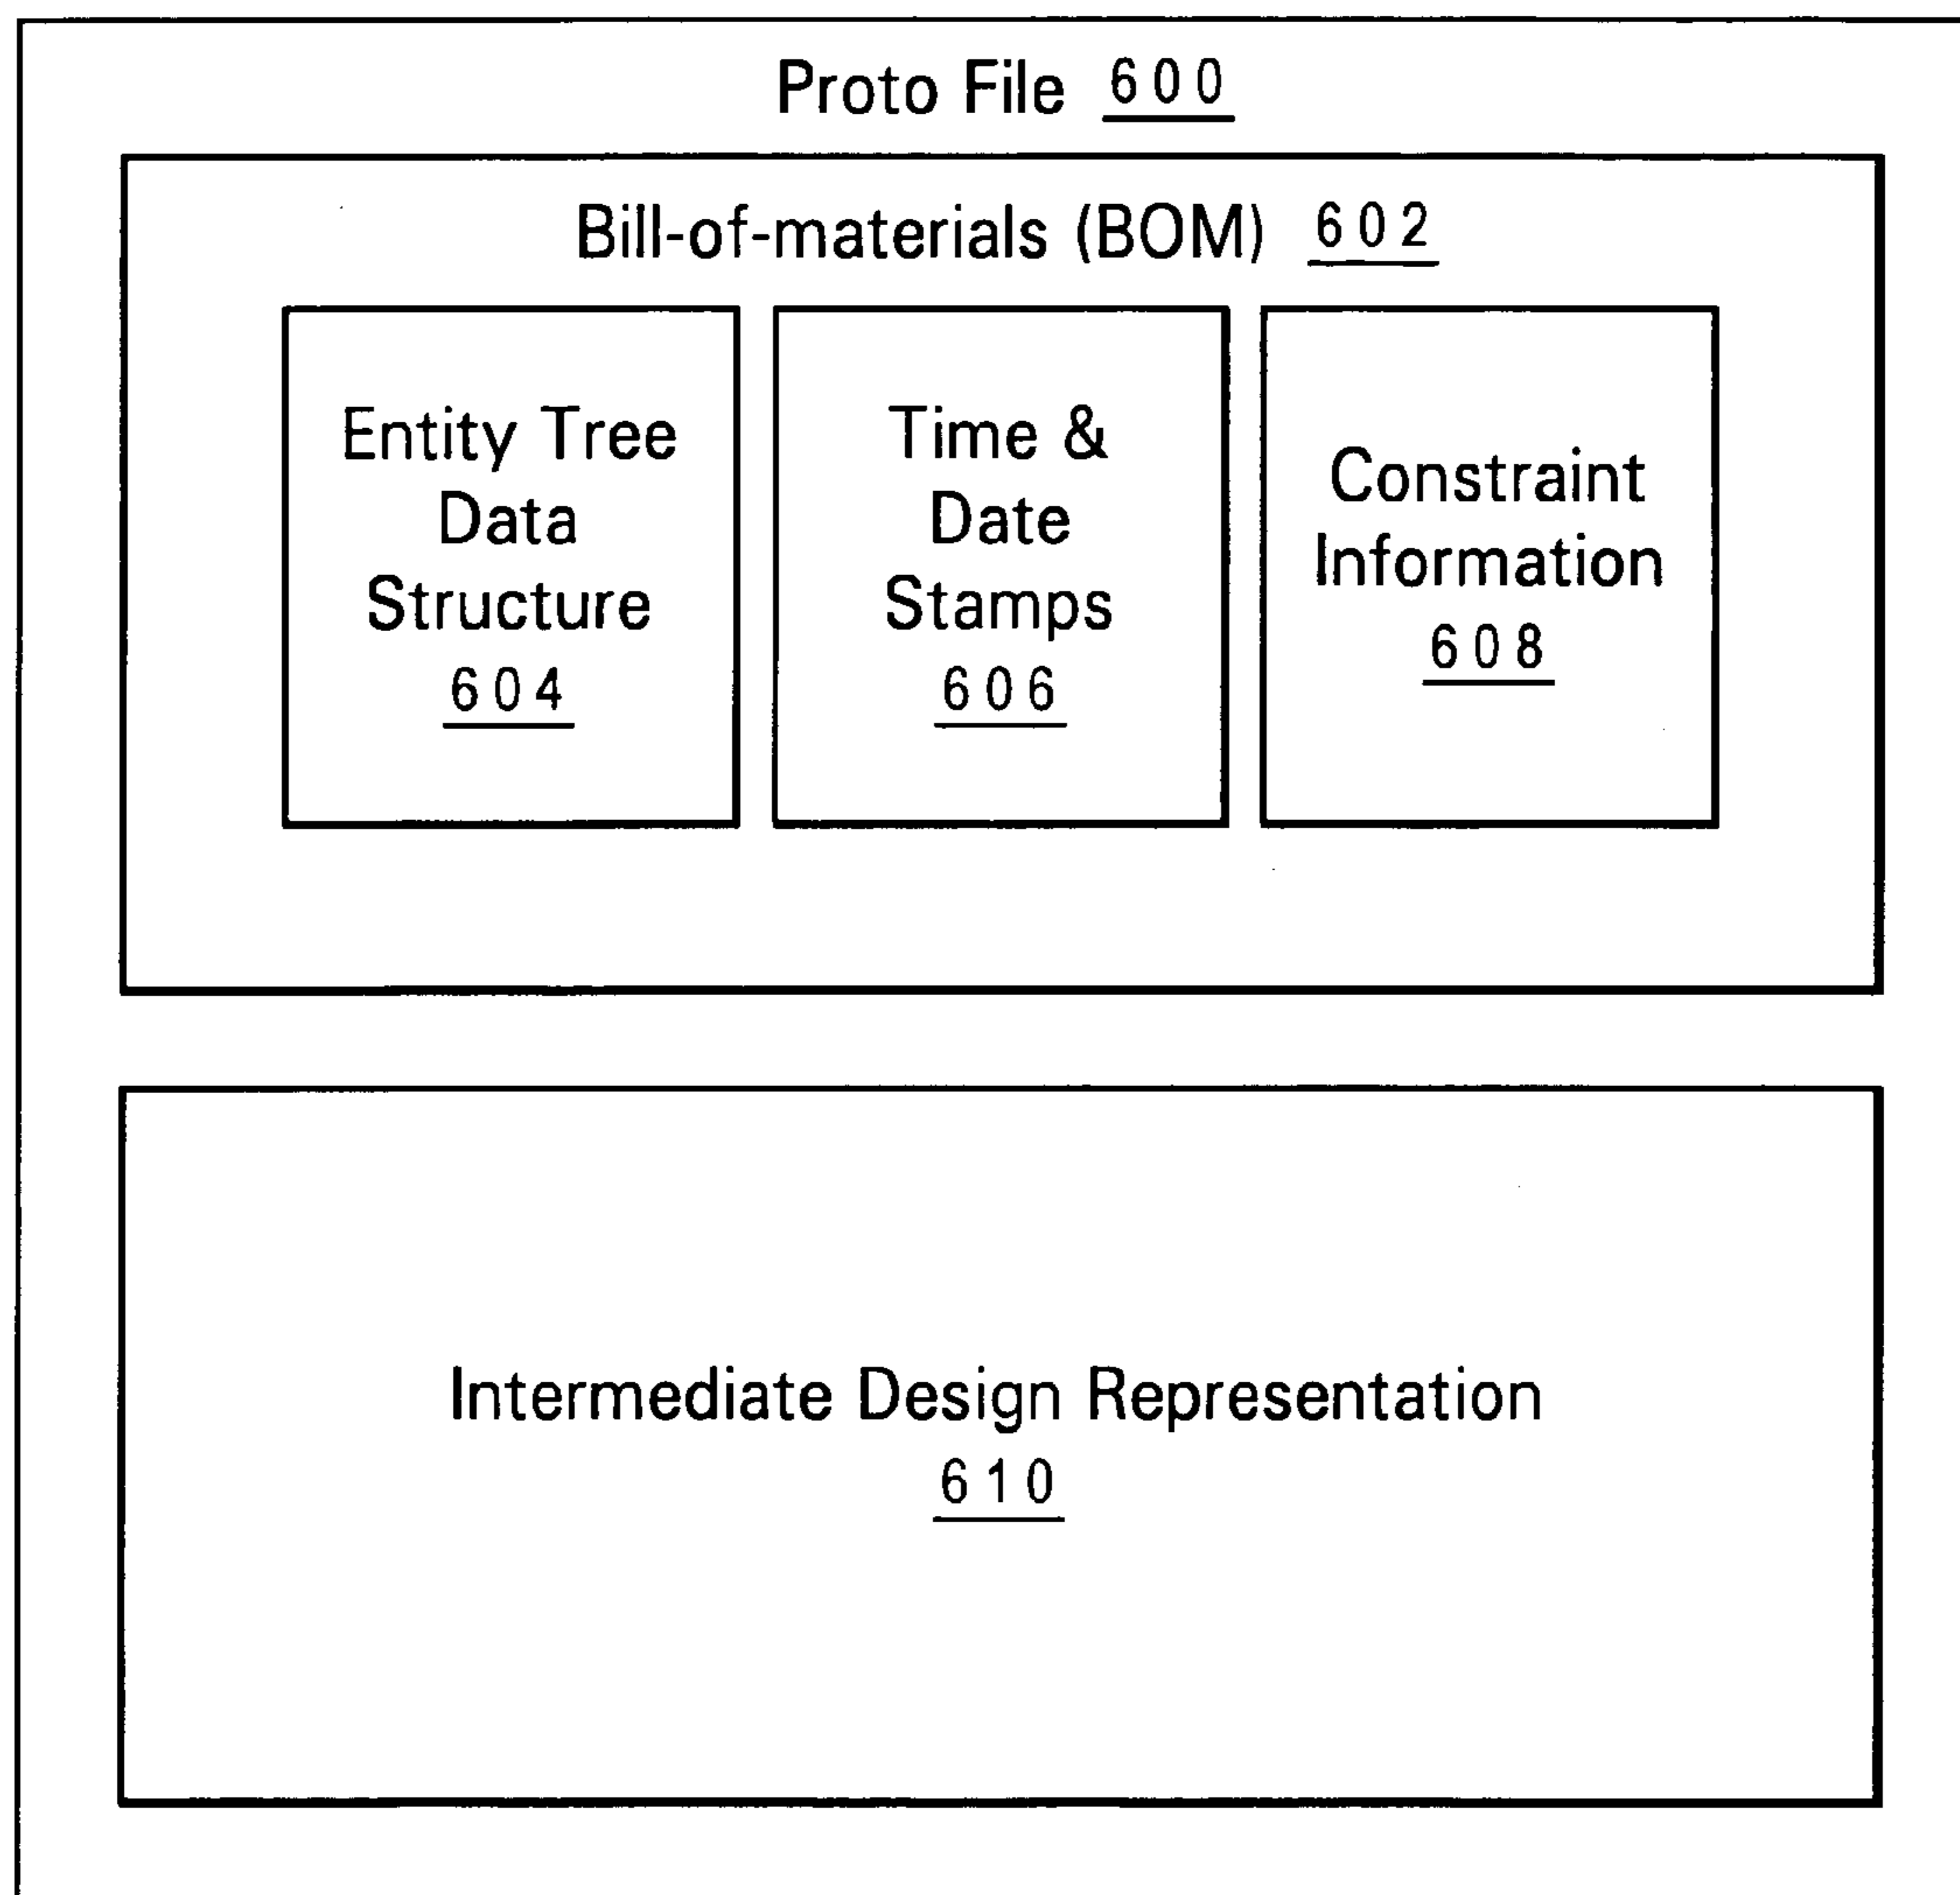 Proto File 600
Bill-of-materials (BOM) 602
Entity Tree
Data
Structure
604
Time &
Date
Stamps
606
Constraint
Information
608
Intermediate Design Representation
610